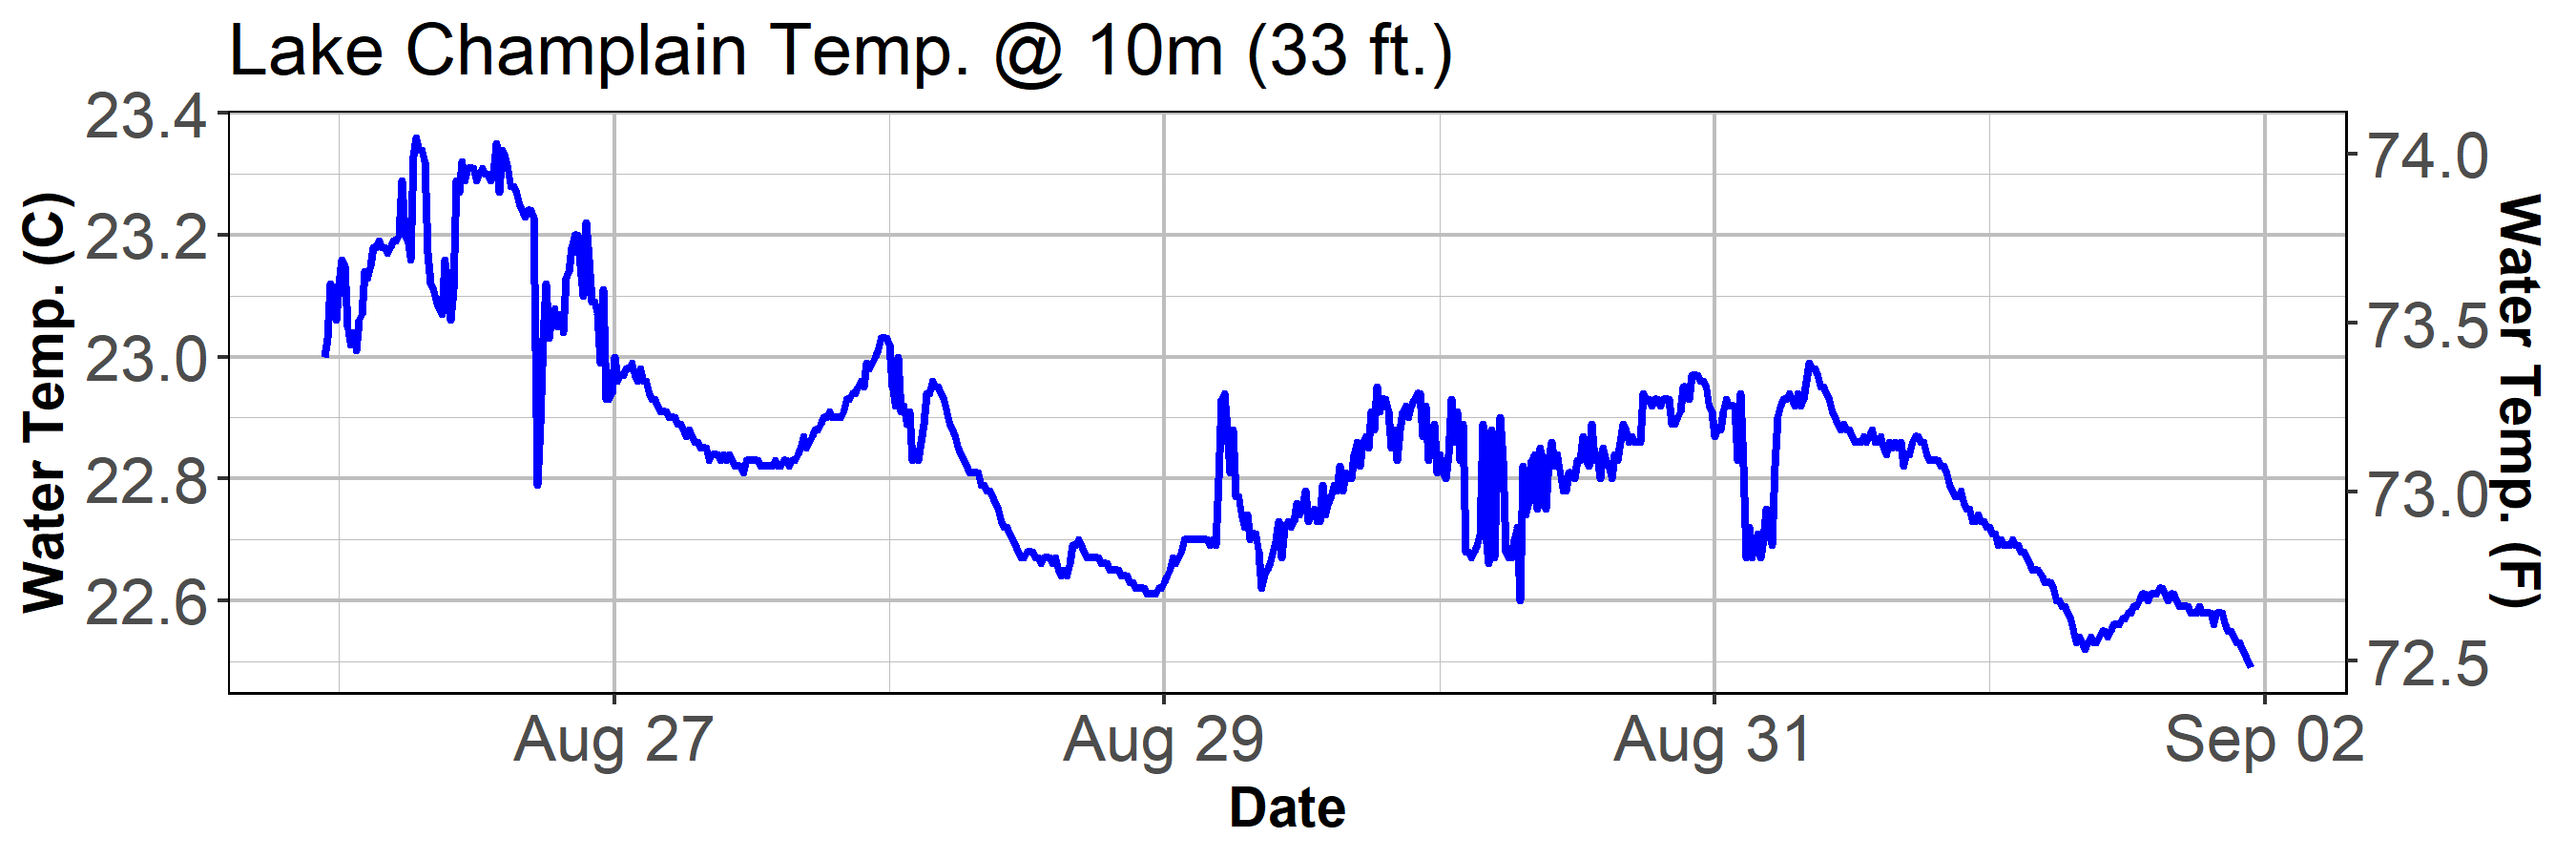 Lake Champlain Temp. @ 10m (33 ft.)
Water Temp. (C)
23.4
23.2
23.0
22.8
22.6
74.0
73.5
73.0
72.5
Water Temp. (F)
Aug 27
Aug 29
Aug 31
Sep 02
Date